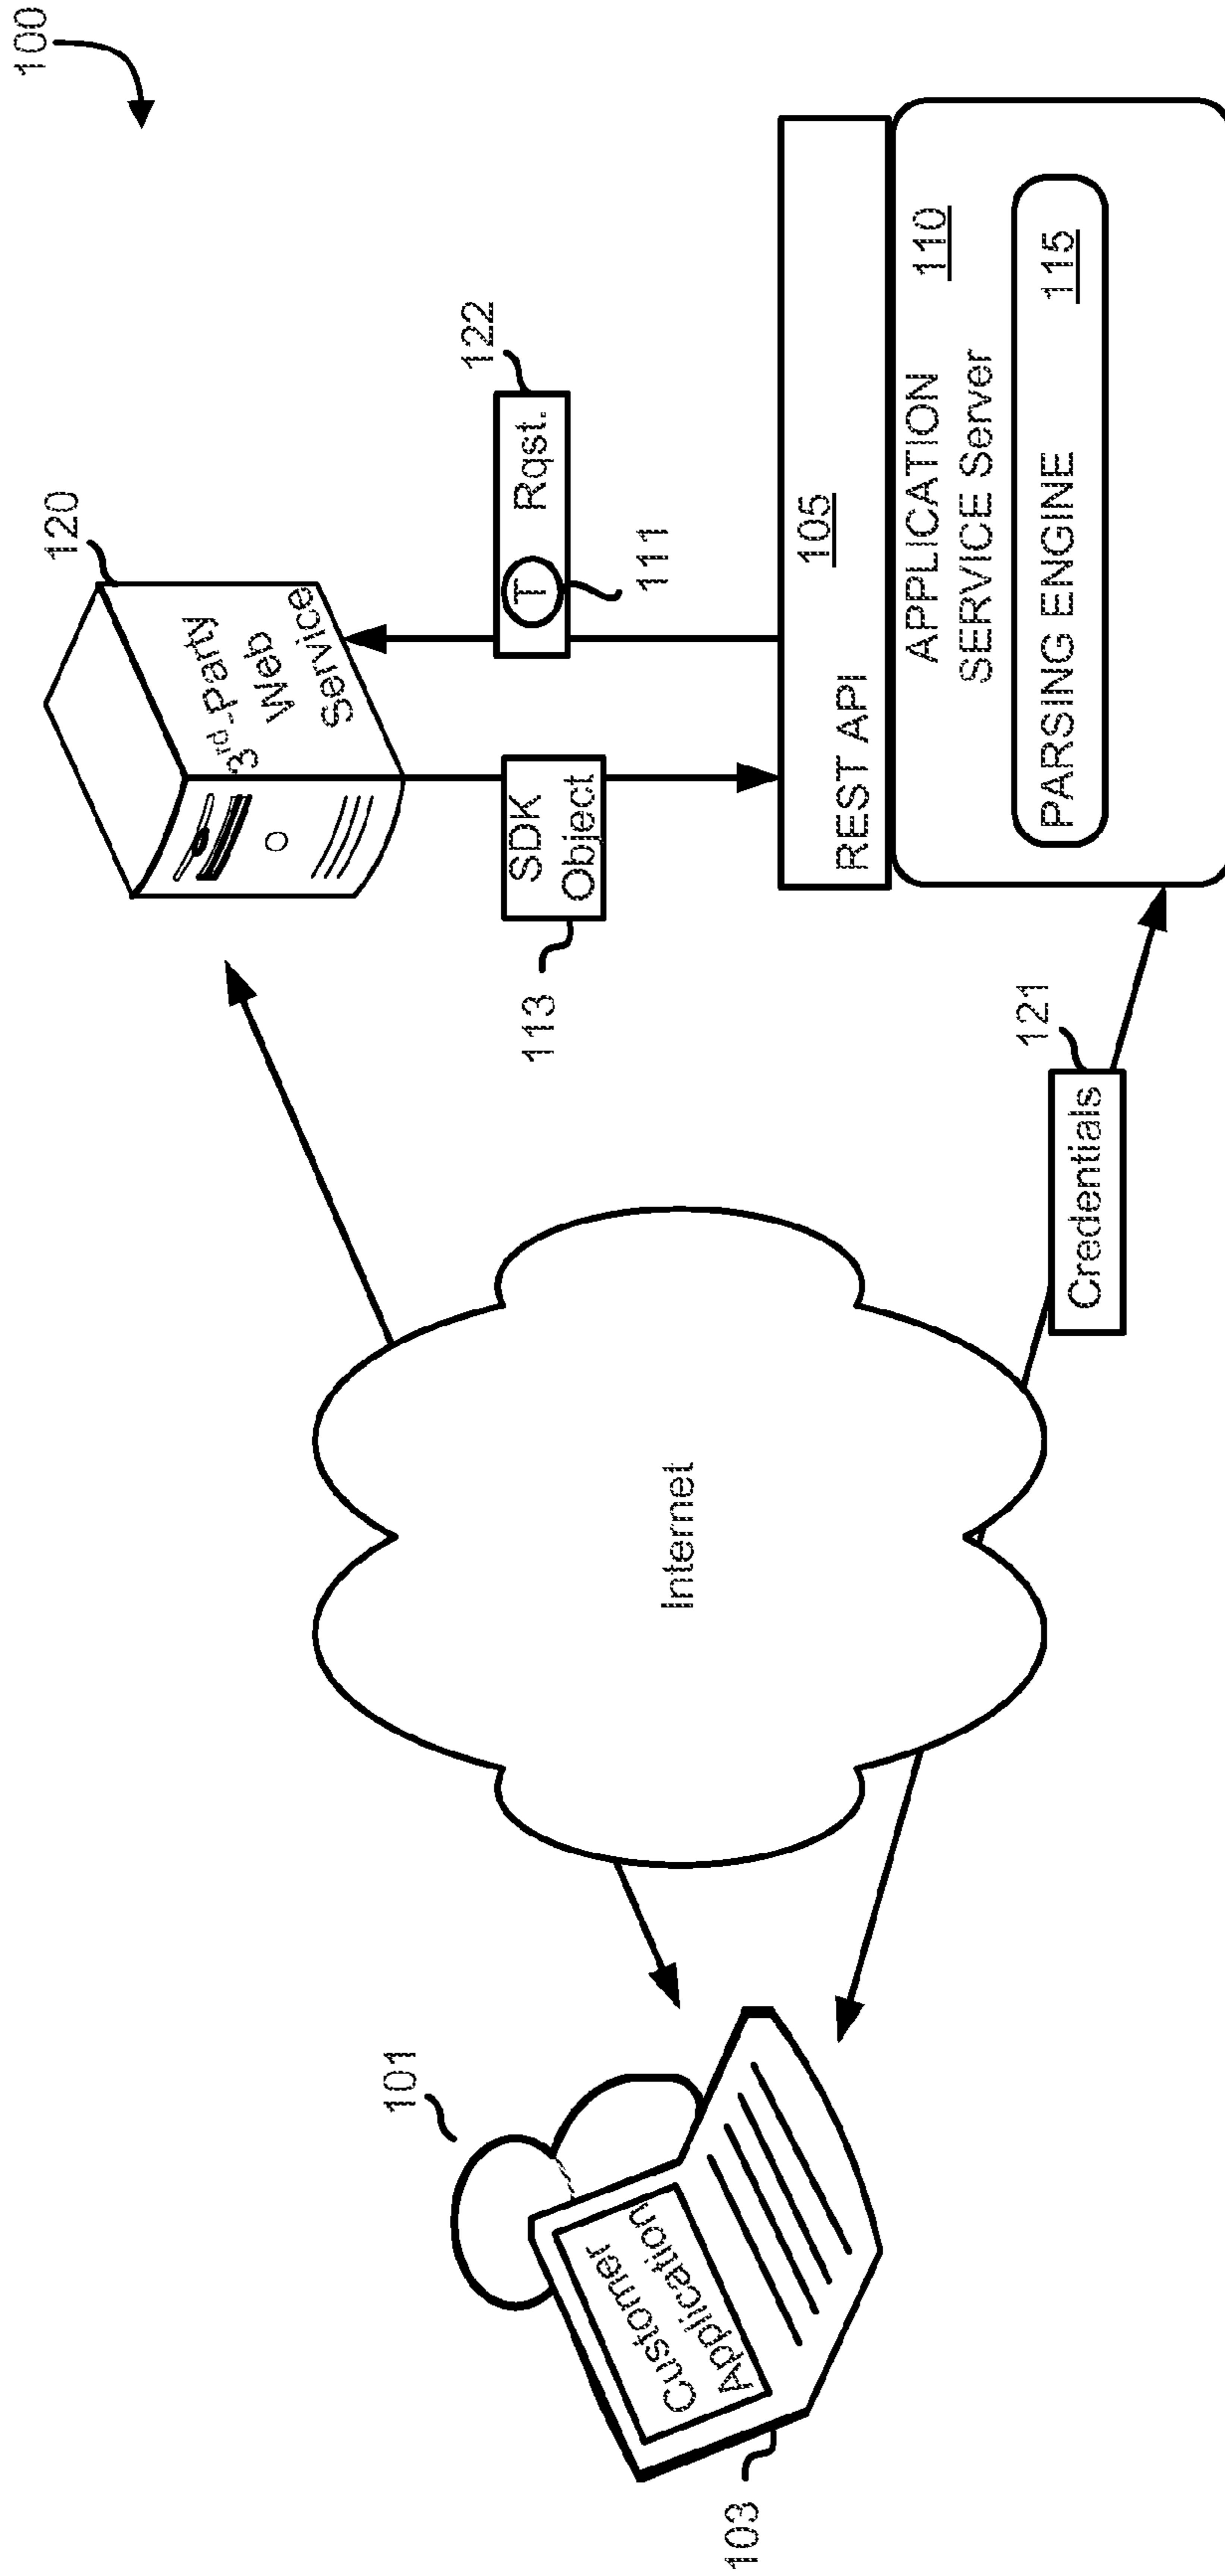 100
120
3rd-Party
Web
Service
122
T Rqst.
111
SDK
Object
113
REST API 105
APPLICATION 110
SERVICE Server
PARSING ENGINE 115
Internet
121
Credentials
101
Customer
Application
103